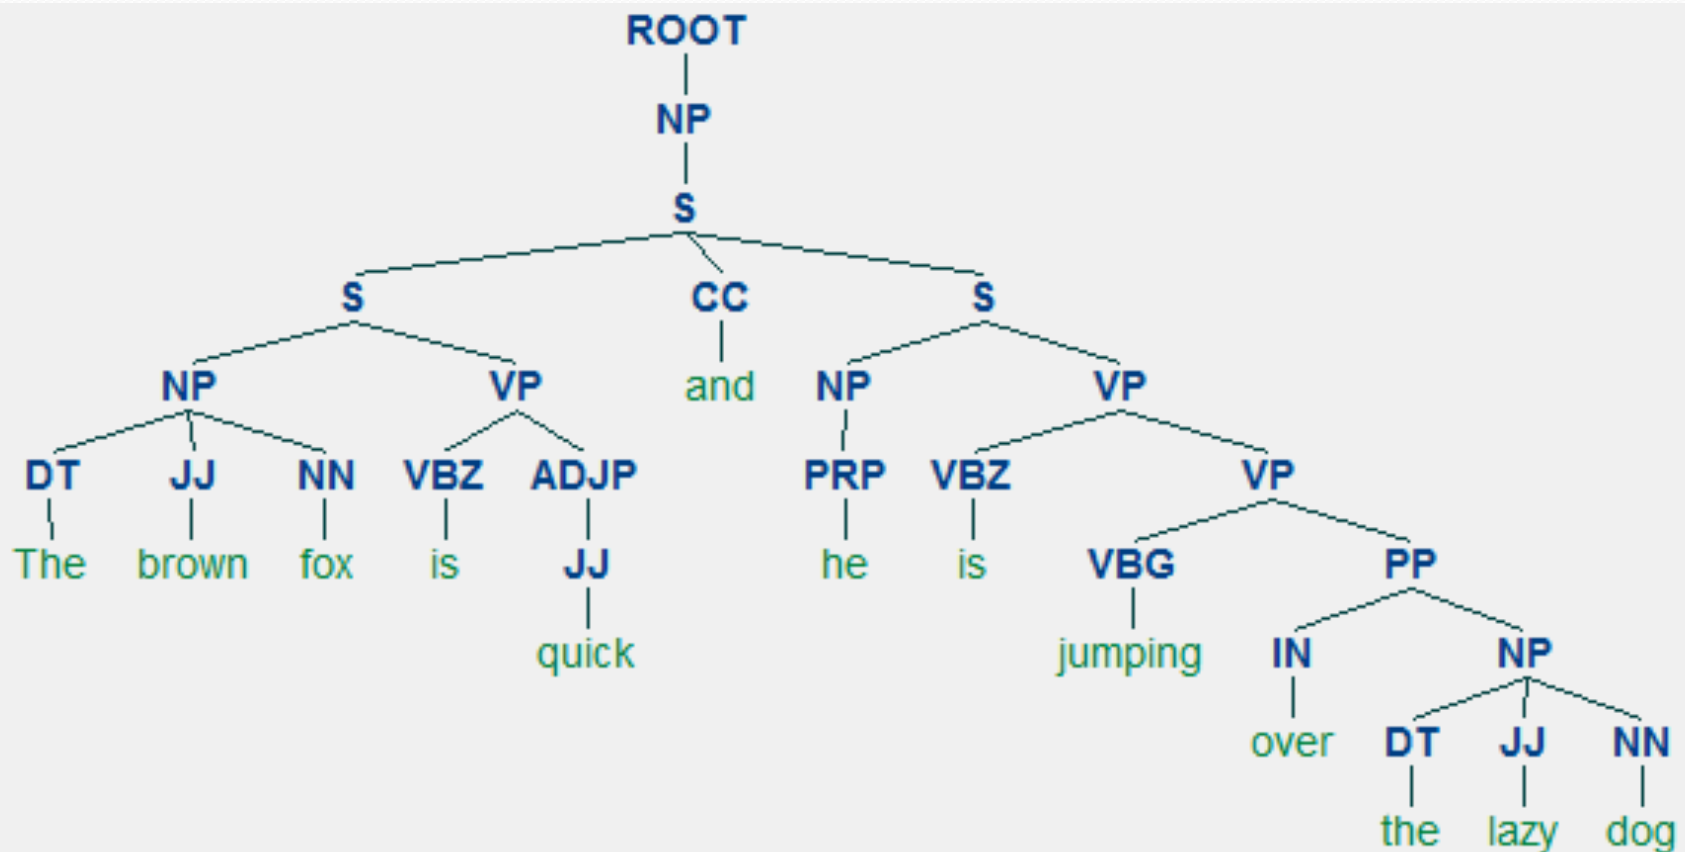 ROOT
NP
S
S CC S
NP VP and NP VP
DT JJ NN VBZ ADJP PRP VBZ VP
The brown fox is JJ he is VBG PP
quick jumping IN NP
over DT JJ NN
the lazy dog